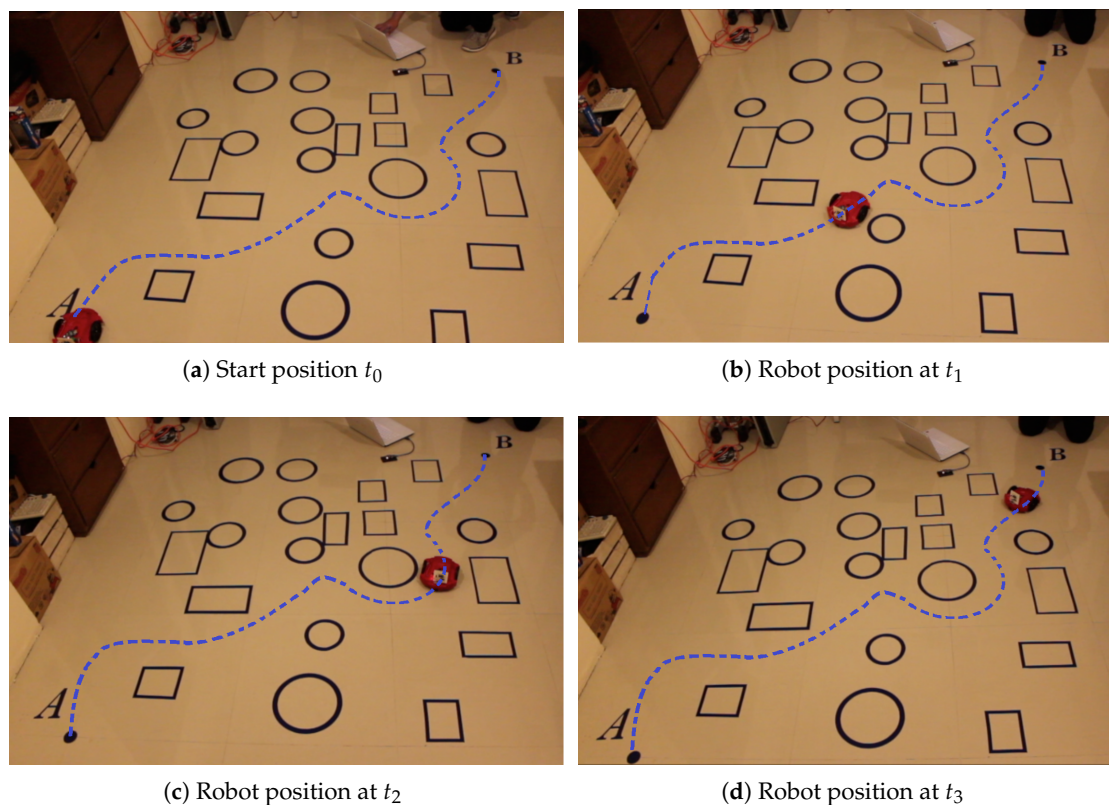 B
A
(a) Start position t₀
B
A
(b) Robot position at t₁
B
A
(c) Robot position at t₂
B
A
(d) Robot position at t₃